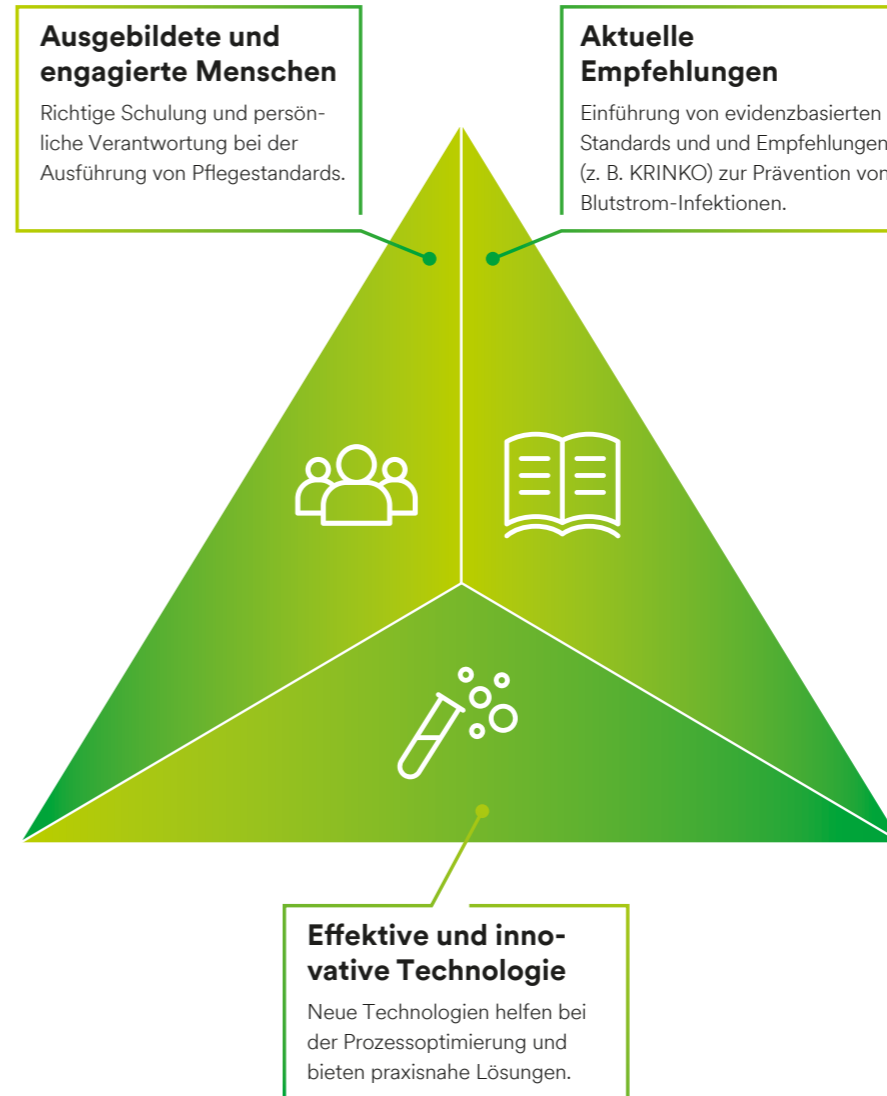 Ausgebildete und
engagierte Menschen
Richtige Schulung und persön-
liche Verantwortung bei der
Ausführung von Pflegestandards.
Aktuelle
Empfehlungen
Einführung von evidenzbasierten
Standards und und Empfehlungen
(z. B. KRINKO) zur Prävention von
Blutstrom-Infektionen.
Effektive und inno-
vative Technologie
Neue Technologien helfen bei
der Prozessoptimierung und
bieten praxisnahe Lösungen.